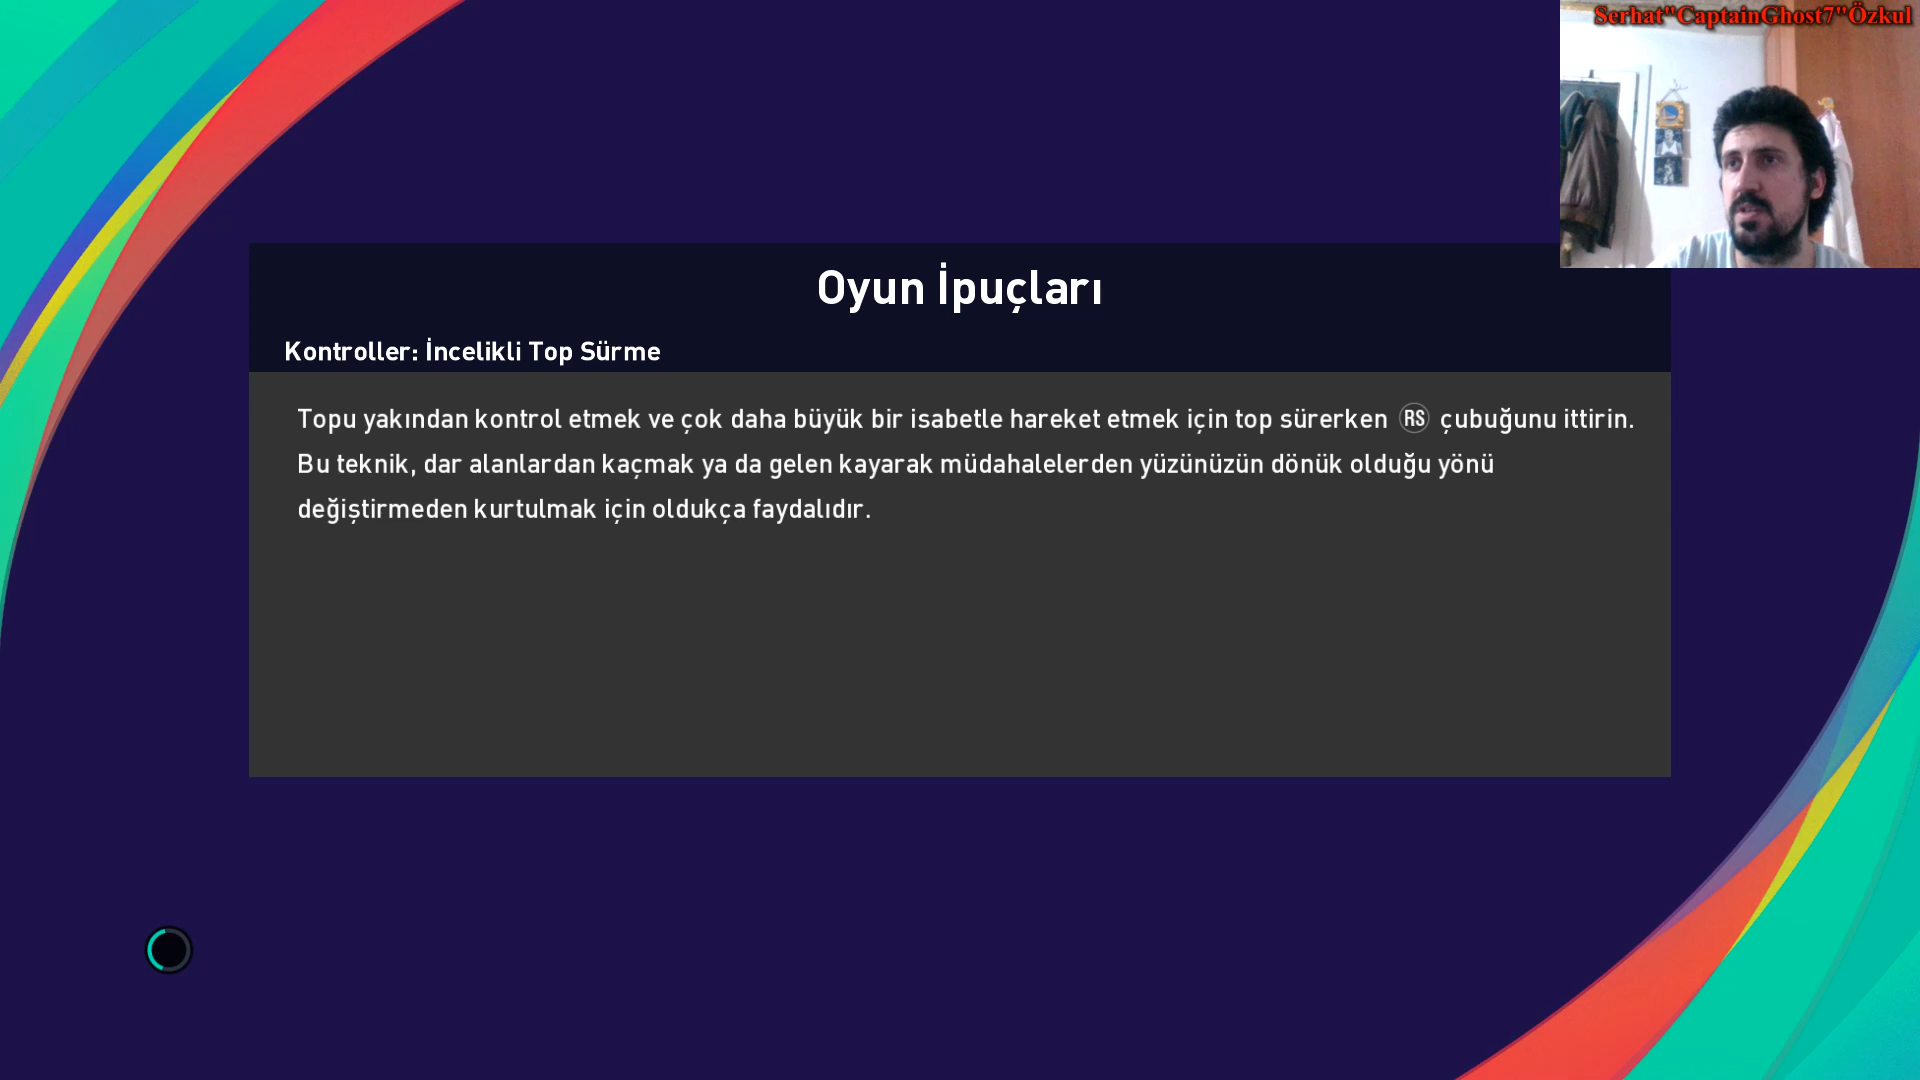 Serhat"CaptainGhost7"Özkul
Oyun İpuçları
Kontroller: İncelikli Top Sürme
Topu yakından kontrol etmek ve çok daha büyük bir isabetle hareket etmek için top sürerken RS çubuğunu ittirin.
Bu teknik, dar alanlardan kaçmak ya da gelen kayarak müdahalelerden yüzünüzün dönük olduğu yönü
değiştirmeden kurtulmak için oldukça faydalıdır.